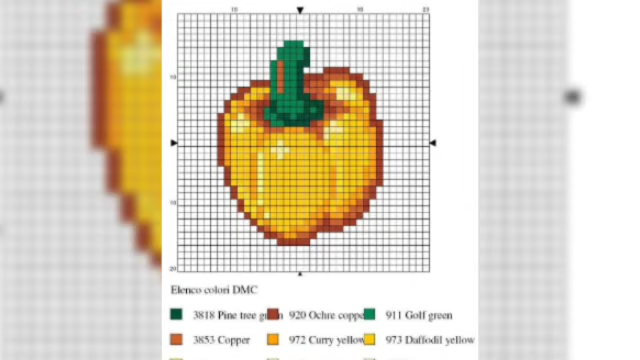 Elenco colori DMC
3818 Pine tree green 920 Ochre copper 911 Golf green
3853 Copper 972 Curry yellow 973 Daffodil yellow